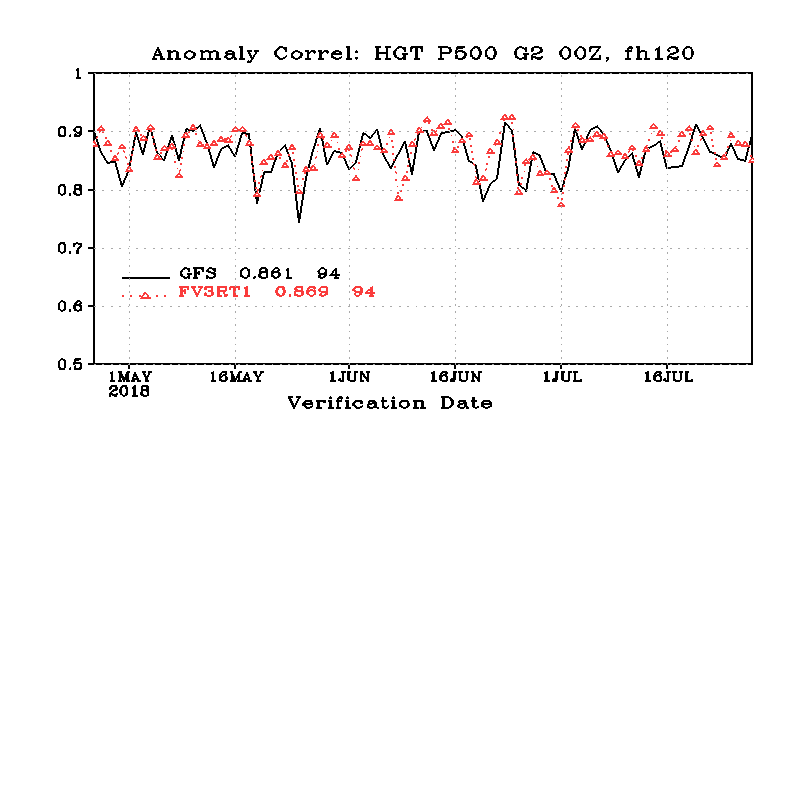 Anomaly Correl: HGT P500 G2 00Z, fh120
1
0.9
0.8
0.7
0.6
0.5
GFS 0.861 94
FV3RT1 0.869 94
1MAY 16MAY 1JUN 16JUN 1JUL 16JUL
2018
Verification Date